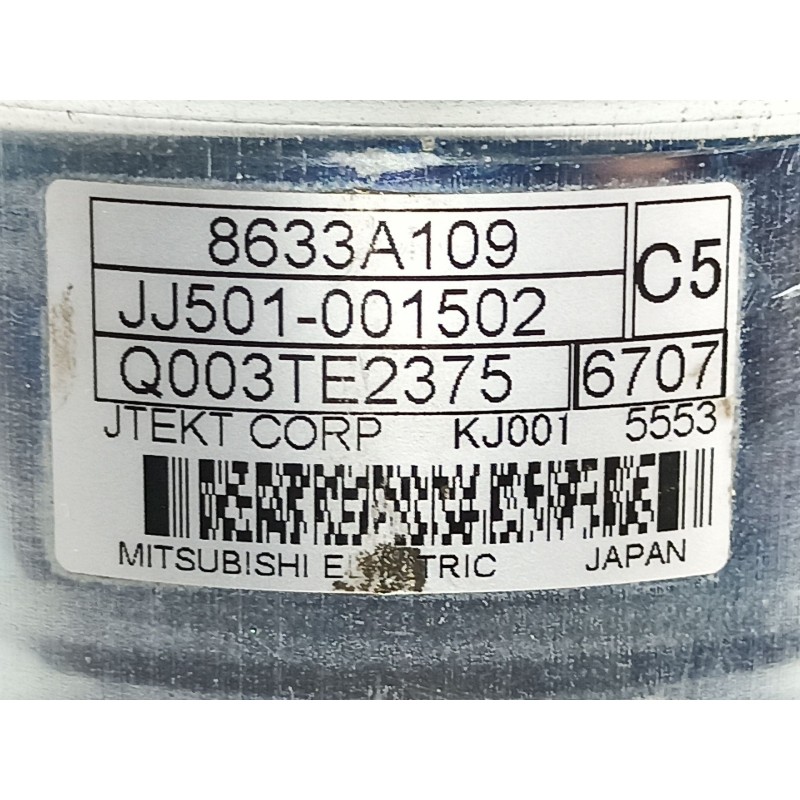 8633A109
C5
JJ501-001502
Q003TE2375 6707
JTEKT CORP KJ001 5553
MITSUBISHI JAPAN